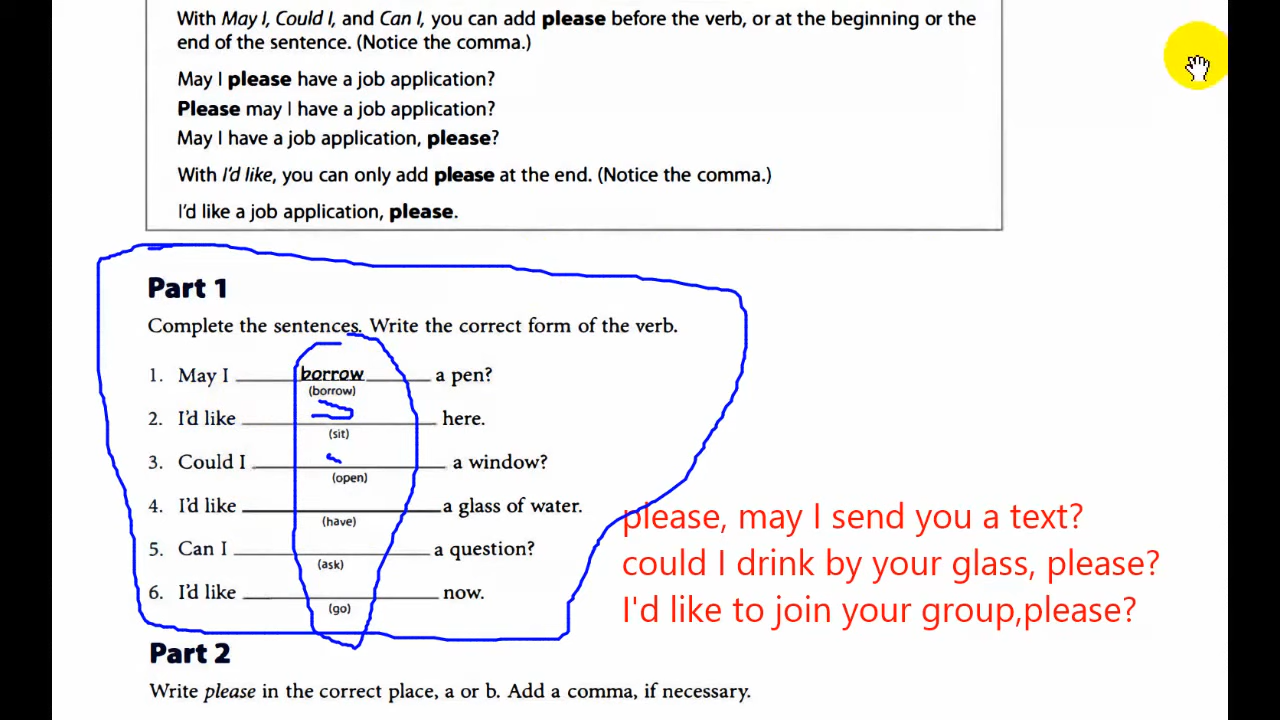 With May I, Could I, and Can I, you can add please before the verb, or at the beginning or the
end of the sentence. (Notice the comma.)
May I please have a job application?
Please may I have a job application?
May I have a job application, please?
With I'd like, you can only add please at the end. (Notice the comma.)
I'd like a job application, please.
Part 1
Complete the sentences. Write the correct form of the verb.
1. May I borrow a pen?
(borrow)
2. I'd like here.
(sit)
3. Could I a window?
(open)
4. I'd like a glass of water.
(have)
5. Can I a question?
(ask)
6. I'd like now.
(go)
please, may I send you a text?
could I drink by your glass, please?
I'd like to join your group,please?
Part 2
Write please in the correct place, a or b. Add a comma, if necessary.